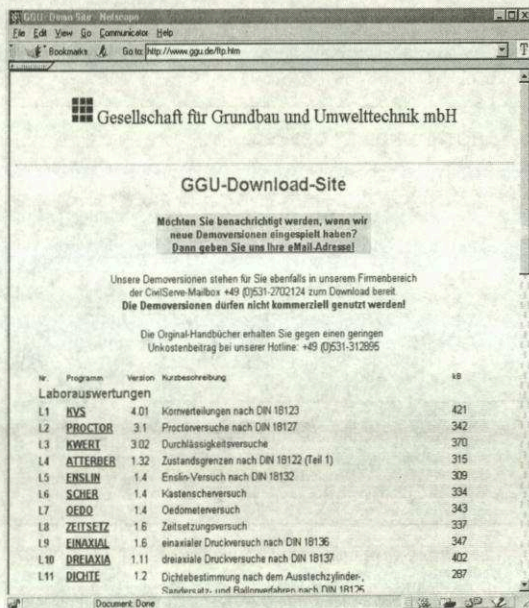 GGU-Demo Site - Netscape
File Edit View Go Communicator Help
Bookmarks Go to: http://www.ggu.de/ftp.htm
Gesellschaft für Grundbau und Umwelttechnik mbH
GGU-Download-Site
Möchten Sie benachrichtigt werden, wenn wir
neue Demoversionen eingespielt haben?
Dann geben Sie uns Ihre eMail-Adresse!
Unsere Demoversionen stehen für Sie ebenfalls in unserem Firmenbereich
der CivilServe-Mailbox +49 (0)531-2702124 zum Download bereit.
Die Demoversionen dürfen nicht kommerziell genutzt werden!
Die Orginal-Handbücher erhalten Sie gegen einen geringen
Unkostenbeitrag bei unserer Hotline: +49 (0)531-312895
Nr. Programm Version Kurzbeschreibung kB
Laborauswertungen
L1 KVS 4.01 Kornverteilungen nach DIN 18123 421
L2 PROCTOR 3.1 Proctorversuche nach DIN 18127 342
L3 KWERT 3.02 Durchlässigkeitsversuche 370
L4 ATTERBER 1.32 Zustandsgrenzen nach DIN 18122 (Teil 1) 315
L5 ENSLIN 1.4 Enslin-Versuch nach DIN 18132 309
L6 SCHER 1.4 Kastenscherversuch 334
L7 OEDO 1.4 Oedometerversuch 343
L8 ZEITSETZ 1.6 Zeitsetzungsversuch 337
L9 EINAXIAL 1.6 einaxialer Druckversuch nach DIN 18136 347
L10 DREIAXIA 1.11 dreiaxiale Druckversuche nach DIN 18137 402
L11 DICHTE 1.2 Dichtebestimmung nach dem Ausstechzylinder-, 287
Sandersatz- und Ballonverfahren nach DIN 18125
Document: Done